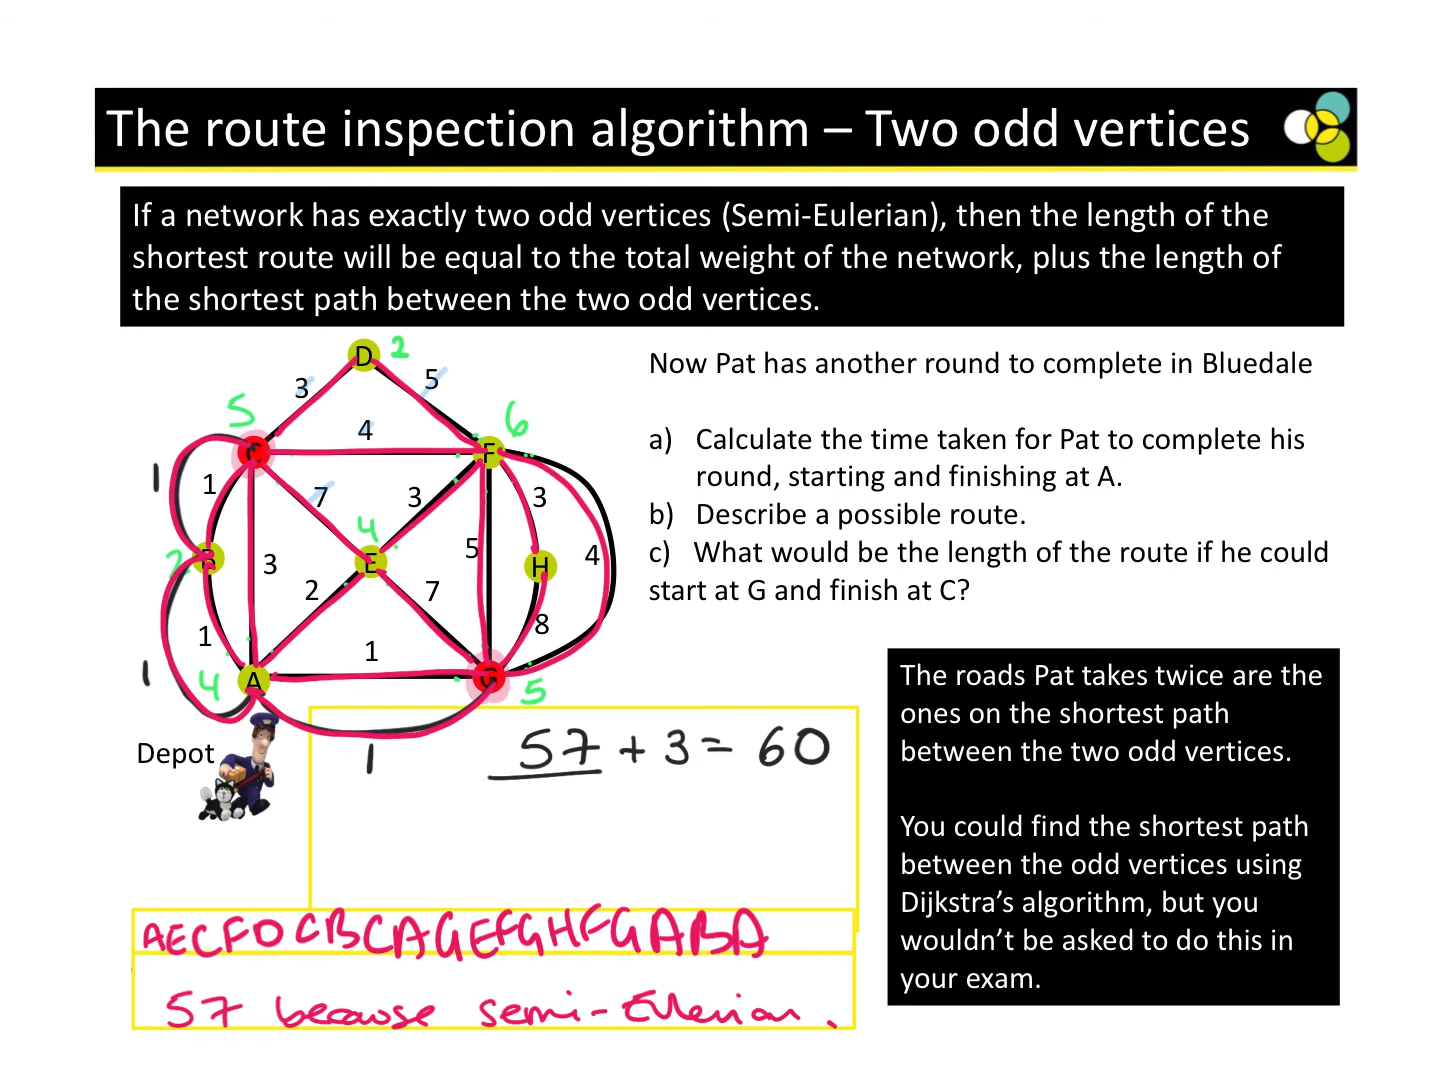 The route inspection algorithm – Two odd vertices
If a network has exactly two odd vertices (Semi-Eulerian), then the length of the
shortest route will be equal to the total weight of the network, plus the length of
the shortest path between the two odd vertices.
D 2
3 5
5 4 6
C F
1 1 7 3 3
4
2 B 3 E 5 H 4
2 7
1 1 8
1 4 A G 5
Depot
1 57 + 3 = 60
AECFDCBCAGEFGHFGABA
57 because semi-Eulerian.
Now Pat has another round to complete in Bluedale
a) Calculate the time taken for Pat to complete his
round, starting and finishing at A.
b) Describe a possible route.
c) What would be the length of the route if he could
start at G and finish at C?
The roads Pat takes twice are the
ones on the shortest path
between the two odd vertices.
You could find the shortest path
between the odd vertices using
Dijkstra's algorithm, but you
wouldn't be asked to do this in
your exam.